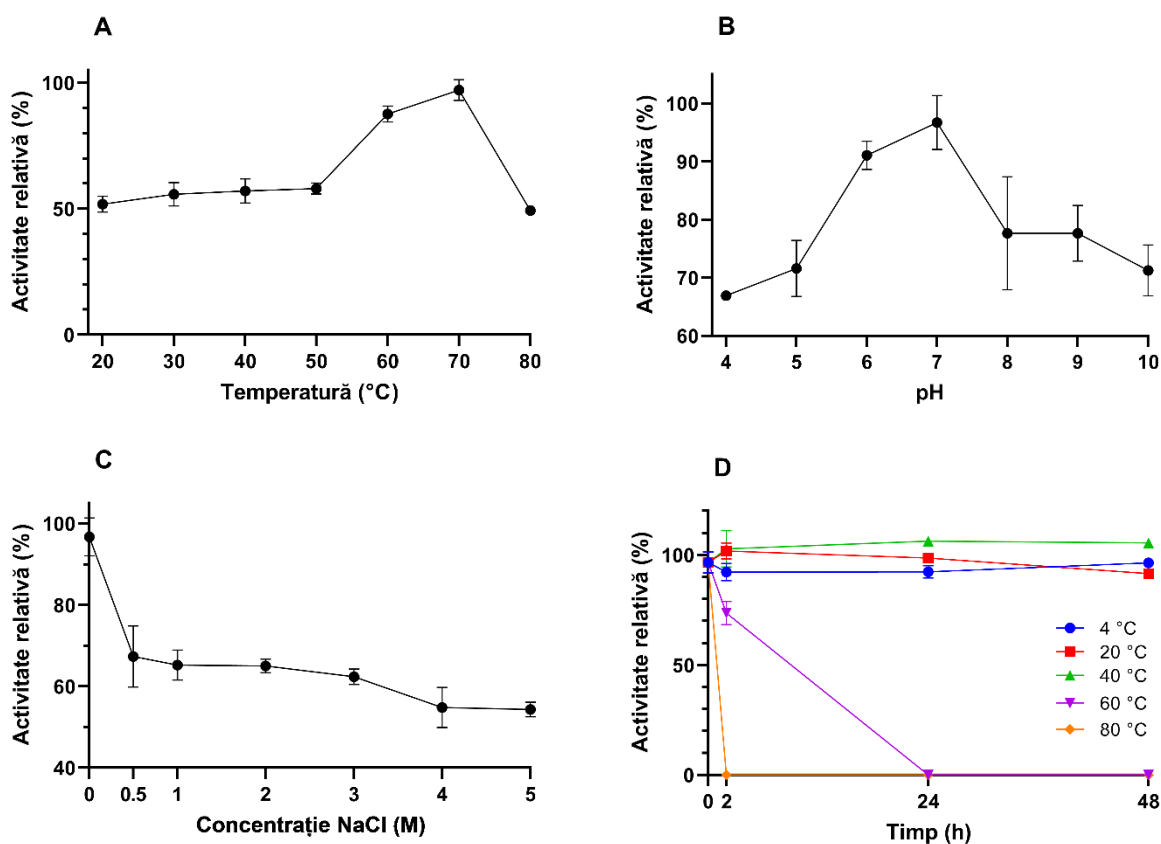 A
Activitate relativă (%)
100
50
0
20 30 40 50 60 70 80
Temperatură (°C)
B
Activitate relativă (%)
100
90
80
70
60
4 5 6 7 8 9 10
pH
C
Activitate relativă (%)
100
80
60
40
0 0.5 1 2 3 4 5
Concentrație NaCl (M)
D
Activitate relativă (%)
100
50
0
4 °C
20 °C
40 °C
60 °C
80 °C
0 2 24 48
Timp (h)